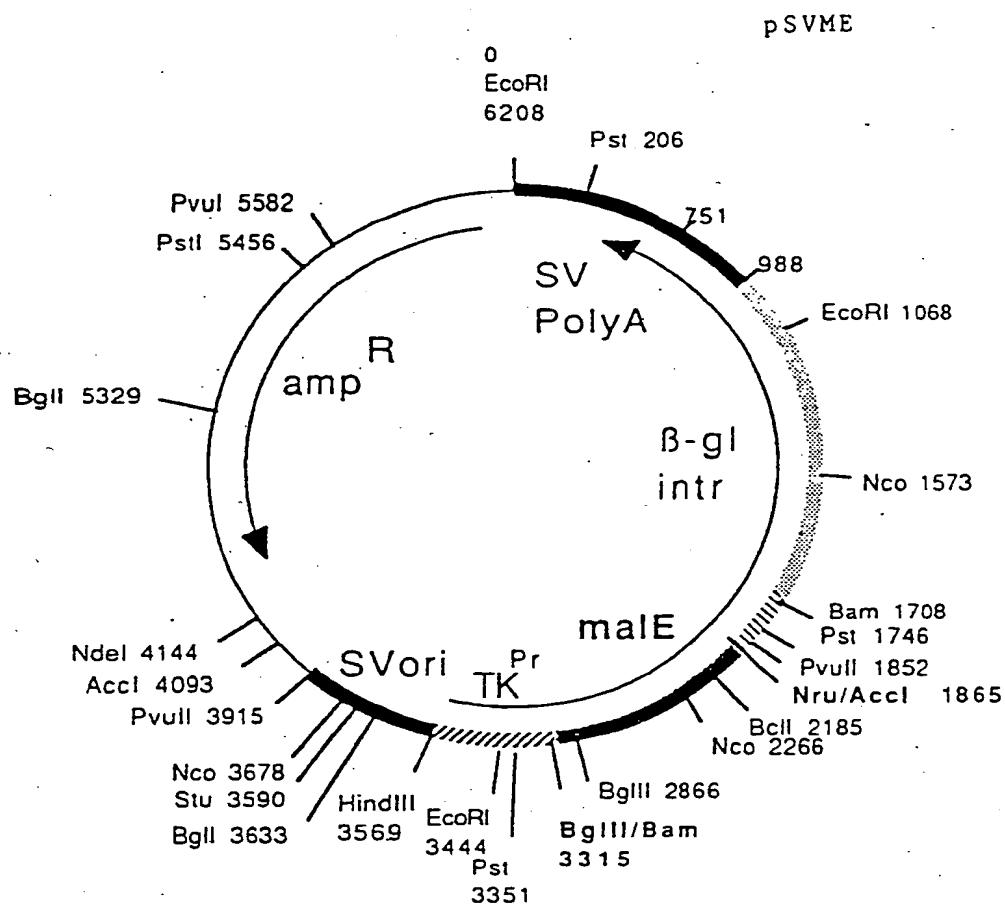 pSVME
0
EcoRI
6208
Pst 206
751
988
EcoRI 1068
Nco 1573
Bam 1708
Pst 1746
PvuII 1852
Nru/AccI 1865
BclI 2185
Nco 2266
BglII 2866
BglII/Bam
3315
Pst
3351
EcoRI
3444
HindIII
3569
BglI 3633
Stu 3590
Nco 3678
PvuII 3915
AccI 4093
NdeI 4144
BglI 5329
PstI 5456
PvuI 5582
SV
PolyA
amp R
ß-gl
intr
malE
TK Pr
SVori